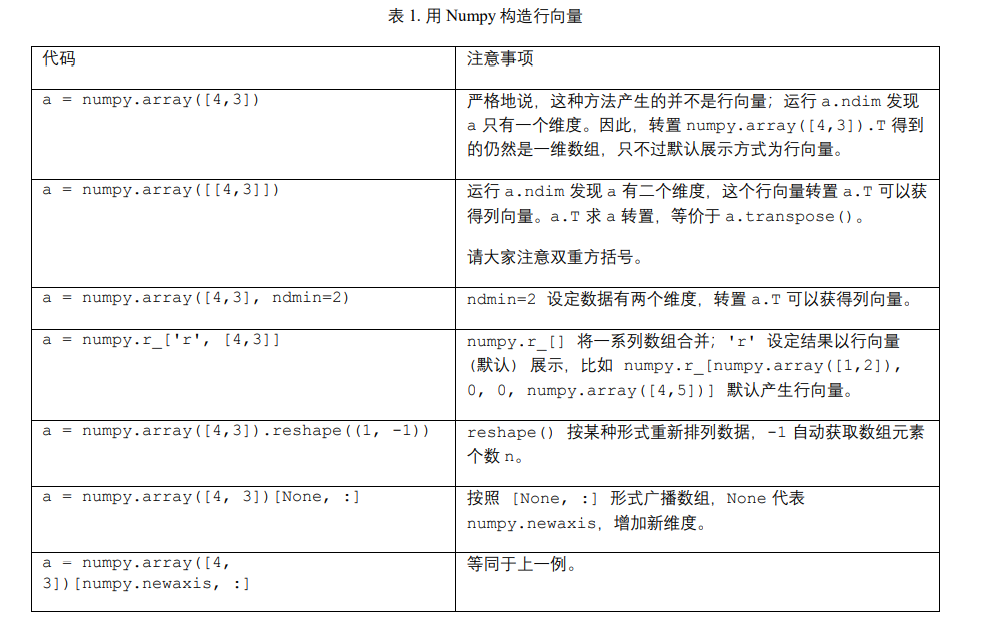 表 1. 用 Numpy 构造行向量
代码
注意事项
a = numpy.array([4,3])
严格地说，这种方法产生的并不是行向量；运行 a.ndim 发现
a 只有一个维度。因此，转置 numpy.array([4,3]).T 得到
的仍然是一维数组，只不过默认展示方式为行向量。
a = numpy.array([[4,3]])
运行 a.ndim 发现 a 有二个维度，这个行向量转置 a.T 可以获
得列向量。a.T 求 a 转置，等价于 a.transpose()。
请大家注意双重方括号。
a = numpy.array([4,3], ndmin=2)
ndmin=2 设定数据有两个维度，转置 a.T 可以获得列向量。
a = numpy.r_['r', [4,3]]
numpy.r_[] 将一系列数组合并；'r' 设定结果以行向量
（默认）展示，比如 numpy.r_[numpy.array([1,2]),
0, 0, numpy.array([4,5])] 默认产生行向量。
a = numpy.array([4,3]).reshape((1, -1))
reshape() 按某种形式重新排列数据，-1 自动获取数组元素
个数 n。
a = numpy.array([4, 3])[None, :]
按照 [None, :] 形式广播数组，None 代表
numpy.newaxis，增加新维度。
a = numpy.array([4,
3])[numpy.newaxis, :]
等同于上一例。